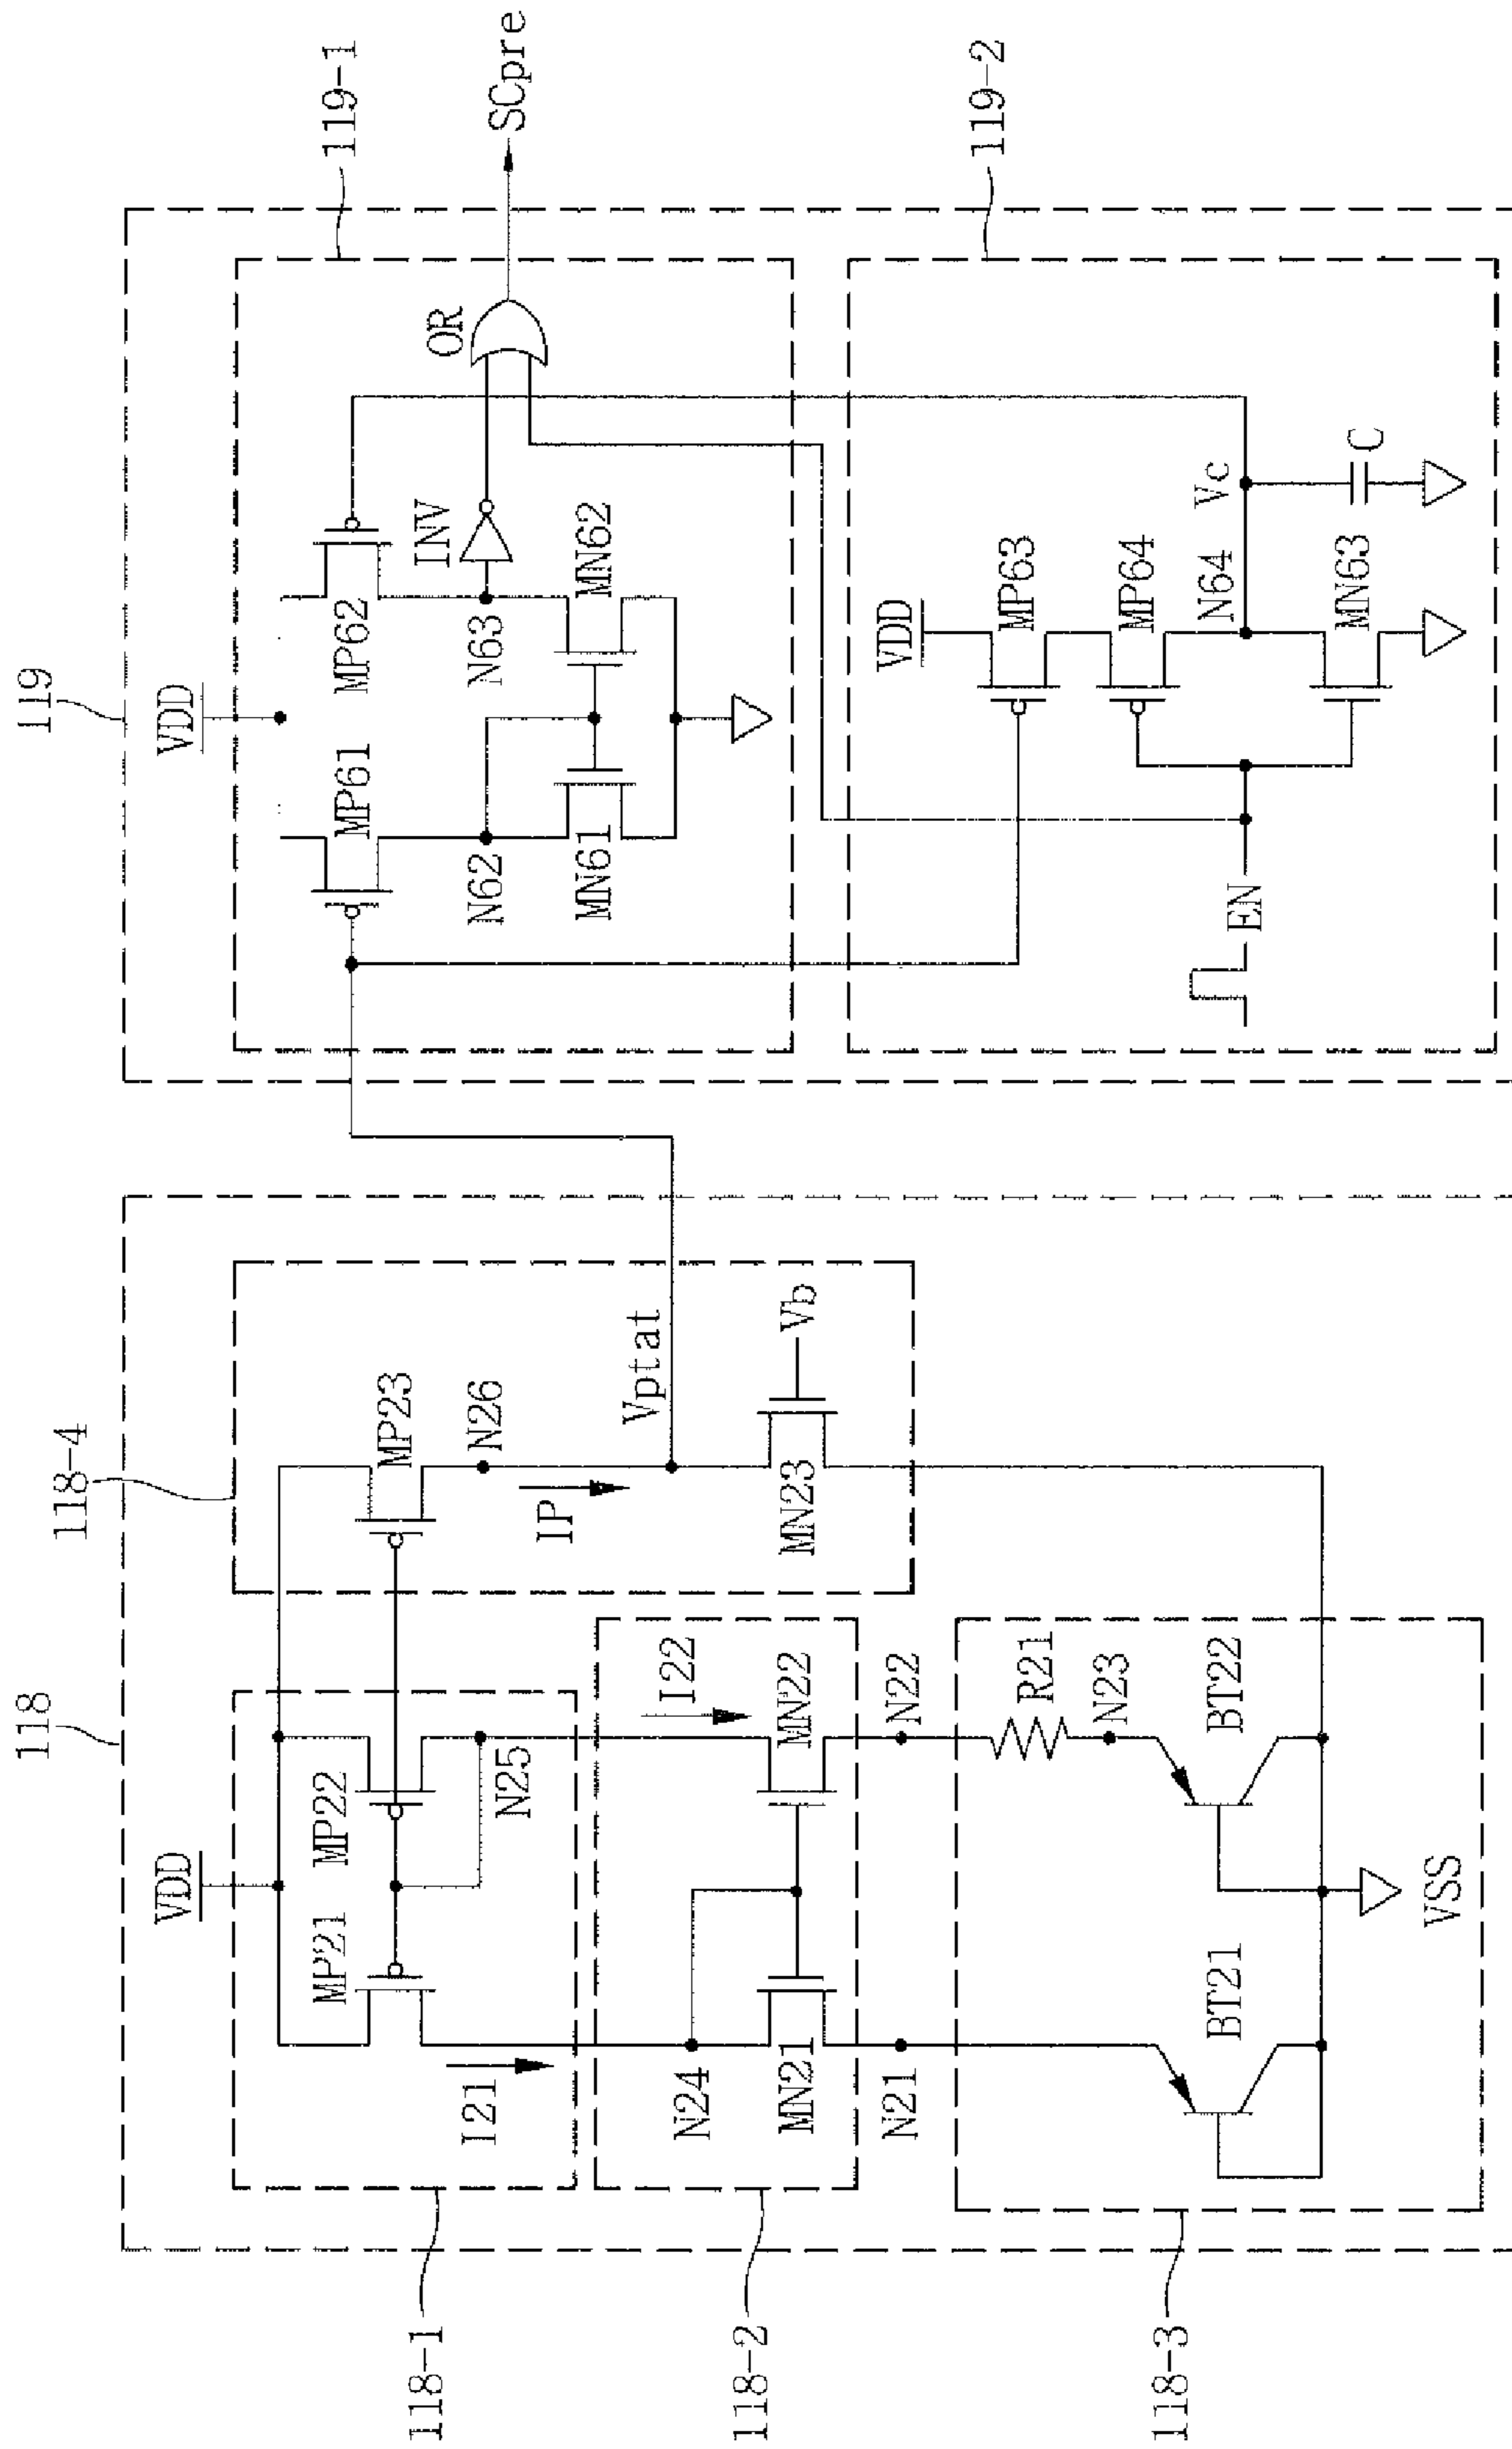 118
119
VDD
118-4
MP21
MP22
MP23
N25
N26
I21
I22
IP
Vptat
N24
MN21
MN22
MN23
Vb
N21
N22
R21
N23
BT21
BT22
VSS
118-1
118-2
118-3
VDD
MP61
MP62
N62
N63
INV
OR
SCpre
MN61
MN62
119-1
VDD
MP63
MP64
N64
Vc
EN
MN63
C
119-2